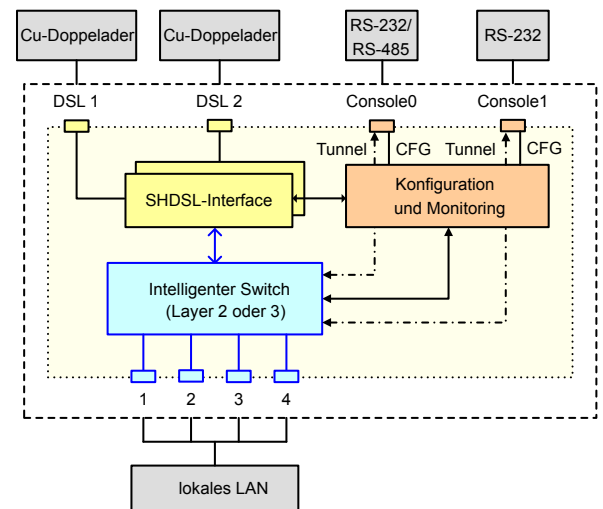 Cu-Doppelader
Cu-Doppelader
RS-232/
RS-485
RS-232
DSL 1
DSL 2
Console0
Console1
Tunnel
CFG
Tunnel
CFG
SHDSL-Interface
Konfiguration
und Monitoring
Intelligenter Switch
(Layer 2 oder 3)
1
2
3
4
lokales LAN